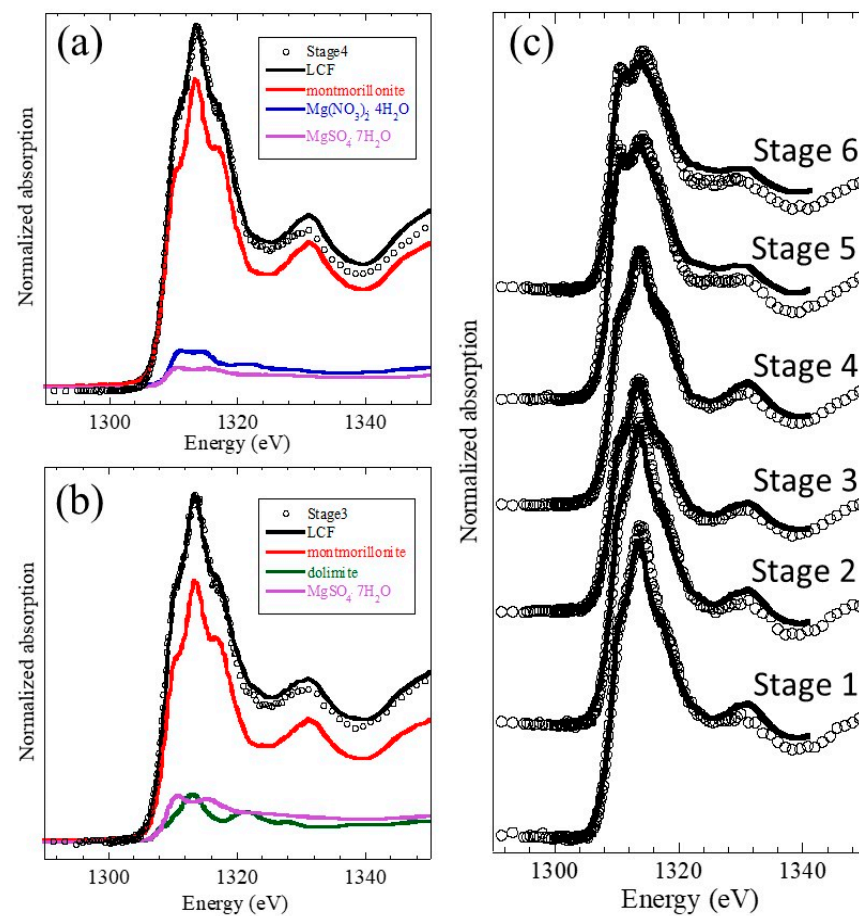 (a)
Stage4
LCF
montmorillonite
Mg(NO₃)₂ 4H₂O
MgSO₄ 7H₂O
Normalized absorption
1300 1320 1340
Energy (eV)
(b)
Stage3
LCF
montmorillonite
dolimite
MgSO₄ 7H₂O
Normalized absorption
1300 1320 1340
Energy (eV)
(c)
Stage 6
Stage 5
Stage 4
Stage 3
Stage 2
Stage 1
Normalized absorption
1300 1320 1340
Energy (eV)